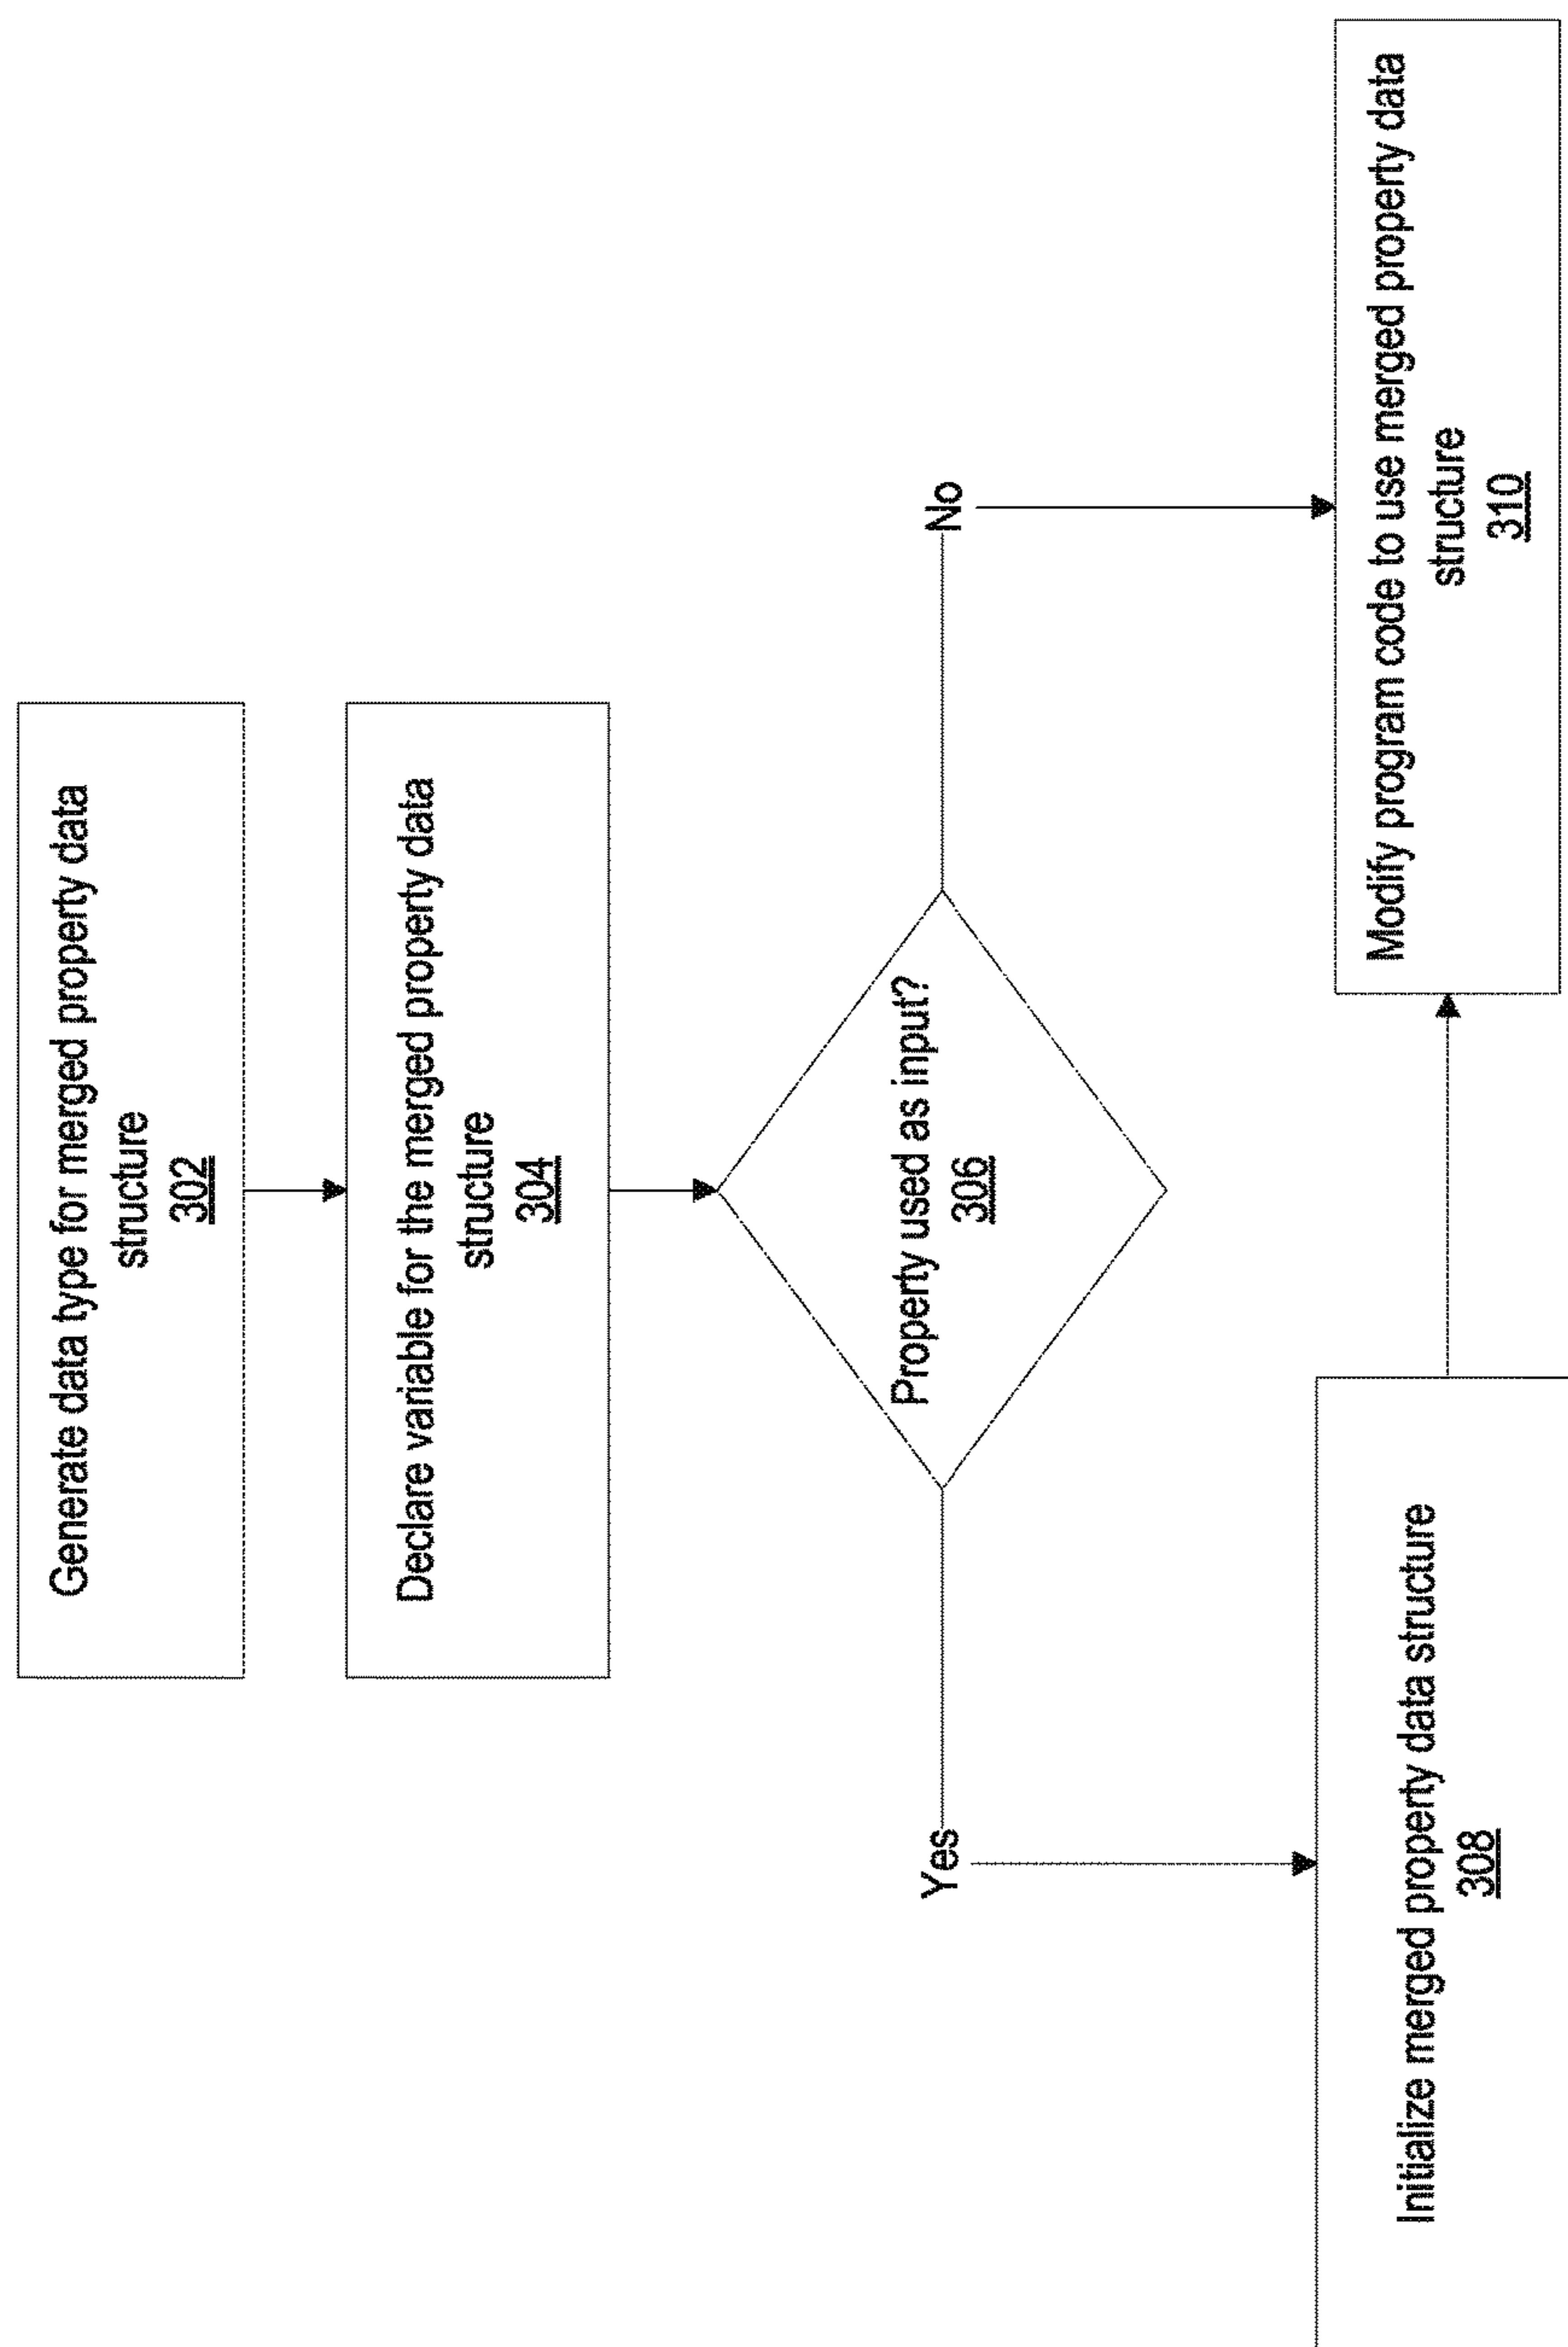 Generate data type for merged property data
structure
302
Declare variable for the merged property data
structure
304
Property used as input?
306
Yes
No
Initialize merged property data structure
308
Modify program code to use merged property data
structure
310